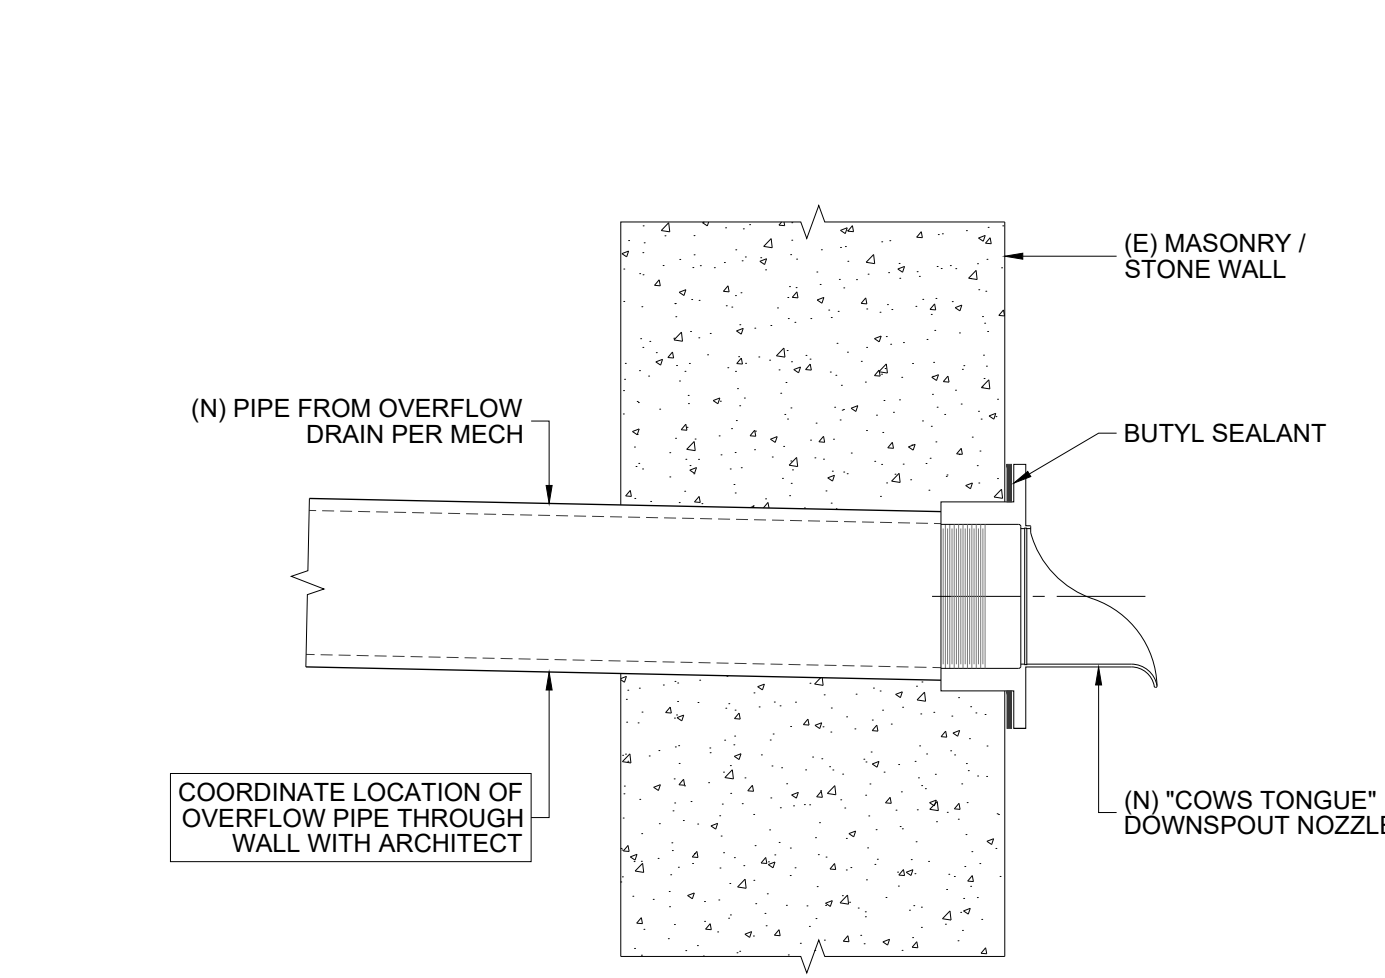 (E) MASONRY /
STONE WALL
(N) PIPE FROM OVERFLOW
DRAIN PER MECH
BUTYL SEALANT
COORDINATE LOCATION OF
OVERFLOW PIPE THROUGH
WALL WITH ARCHITECT
(N) "COWS TONGUE"
DOWNSPOUT NOZZLE